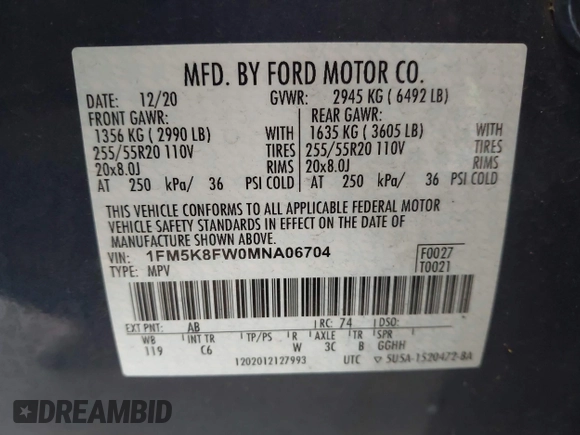 MFD. BY FORD MOTOR CO.
DATE: 12/20 GVWR: 2945 KG ( 6492 LB)
FRONT GAWR: REAR GAWR:
1356 KG ( 2990 LB) WITH 1635 KG ( 3605 LB) WITH
255/55R20 110V TIRES 255/55R20 110V TIRES
20x8.0J RIMS 20x8.0J RIMS
AT 250 kPa/ 36 PSI COLD AT 250 kPa/ 36 PSI COLD
THIS VEHICLE CONFORMS TO ALL APPLICABLE FEDERAL MOTOR
VEHICLE SAFETY STANDARDS IN EFFECT ON THE DATE OF
MANUFACTURE SHOWN ABOVE.
VIN: 1FM5K8FW0MNA06704 F0027
TYPE: MPV T0021
EXT PNT: AB RC: 74 DSO:
WB INT TR TP/PS R AXLE TR SPR
119 C6 W 3C B GGHH
1202012127993 UTC SUSA-1520472-BA
DREAMBID